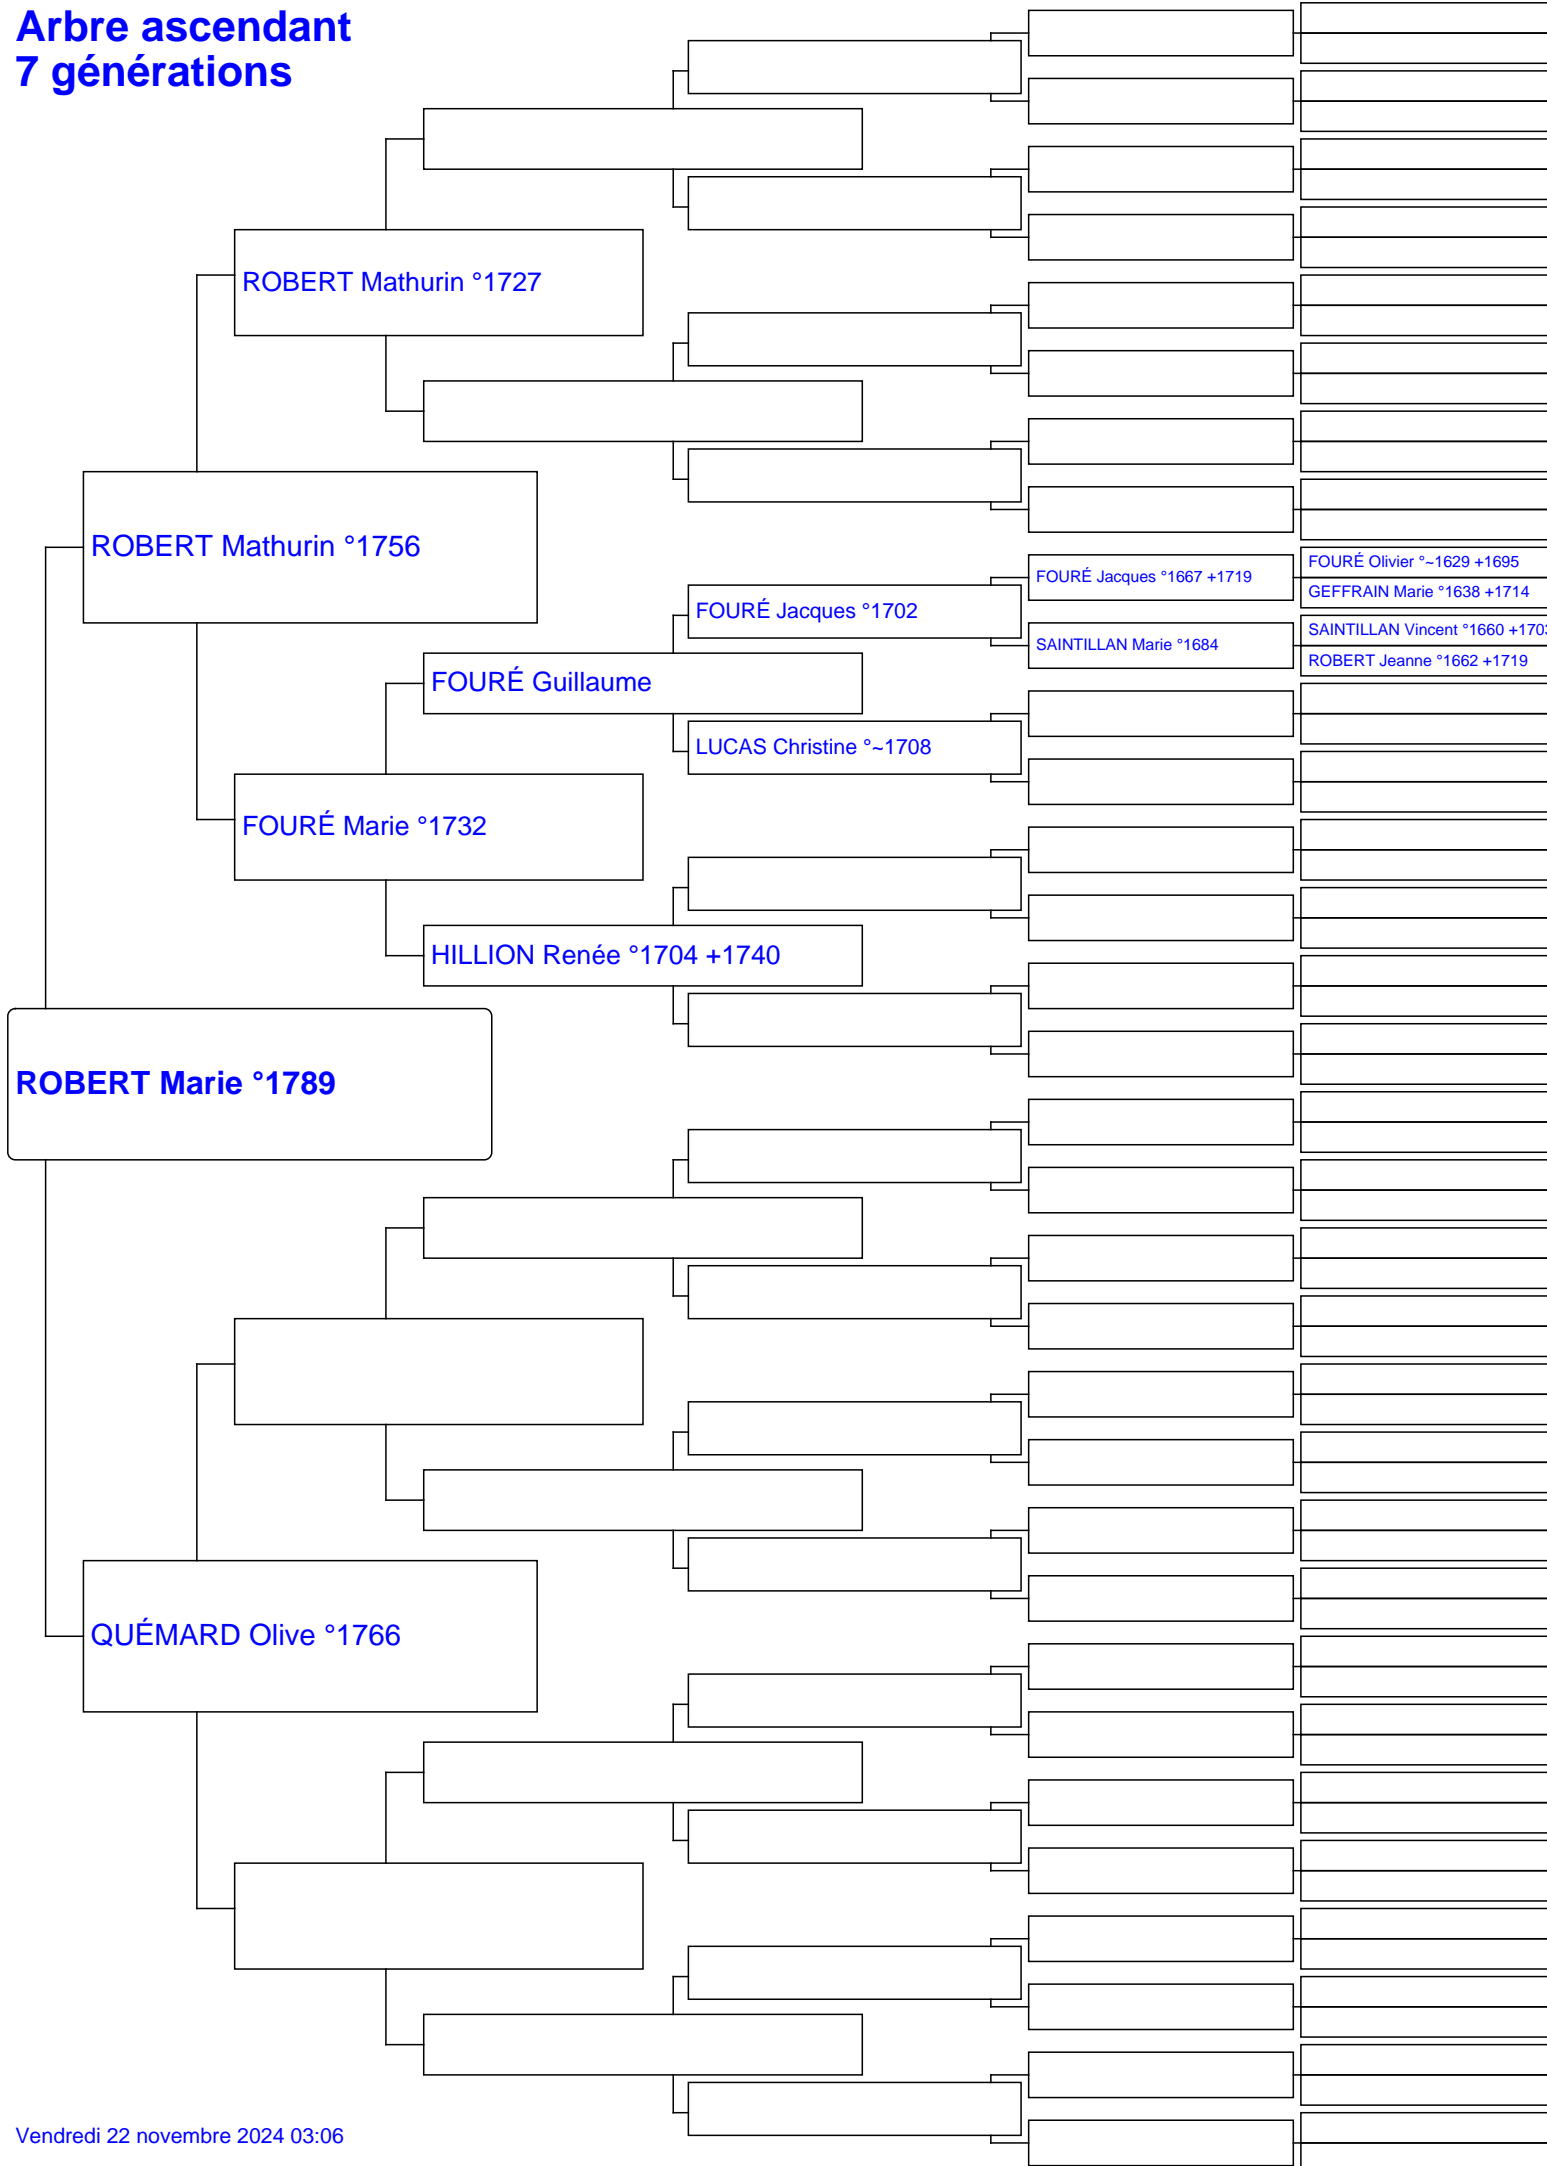 Arbre ascendant
7 générations
ROBERT Mathurin °1727
ROBERT Mathurin °1756
FOURÉ Olivier °~1629 +1695
FOURÉ Jacques °1667 +1719
GEFFRAIN Marie °1638 +1714
FOURÉ Jacques °1702
SAINTILLAN Vincent °1660 +1703
SAINTILLAN Marie °1684
ROBERT Jeanne °1662 +1719
FOURÉ Guillaume
LUCAS Christine °~1708
FOURÉ Marie °1732
HILLION Renée °1704 +1740
ROBERT Marie °1789
QUÉMARD Olive °1766
Vendredi 22 novembre 2024 03:06